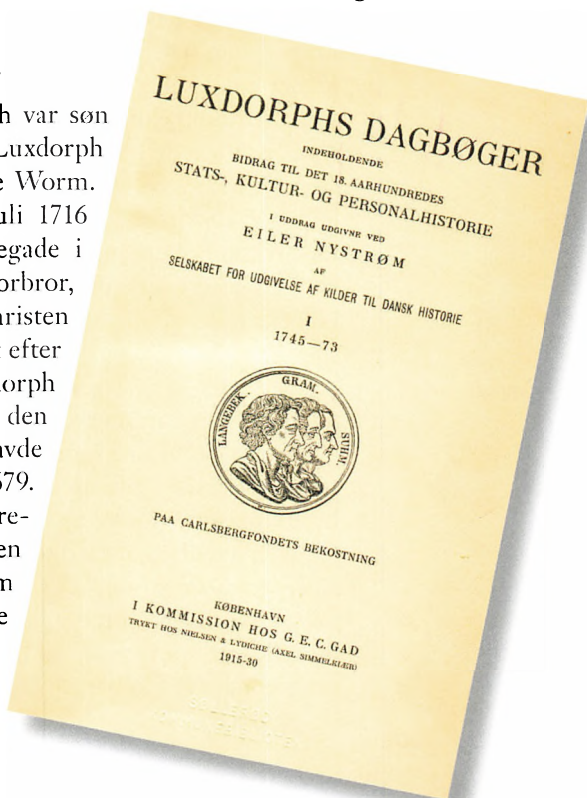 h var søn
Luxdorph
e Worm.
uli 1716
egade i
orbror,
risten
efter
orph
den
vde
579.
re-
en
m
e
LUXDORPHS DAGBØGER
INDEHOLDENDE
BIDRAG TIL DET 18. AARHUNDREDES
STATS-, KULTUR- OG PERSONALHISTORIE
I UDDRAG UDGIVNE VED
EILER NYSTRØM
AF
SELSKABET FOR UDGIVELSE AF KILDER TIL DANSK HISTORIE
I
1745—73
LANGEBEK. GRAM. SUHM.
PAA CARLSBERGFONDETS BEKOSTNING
KØBENHAVN
I KOMMISSION HOS G. E. C. GAD
TRYKT HOS NIELSEN & LYDICHE (AXEL SIMMELKIÆR)
1915-30